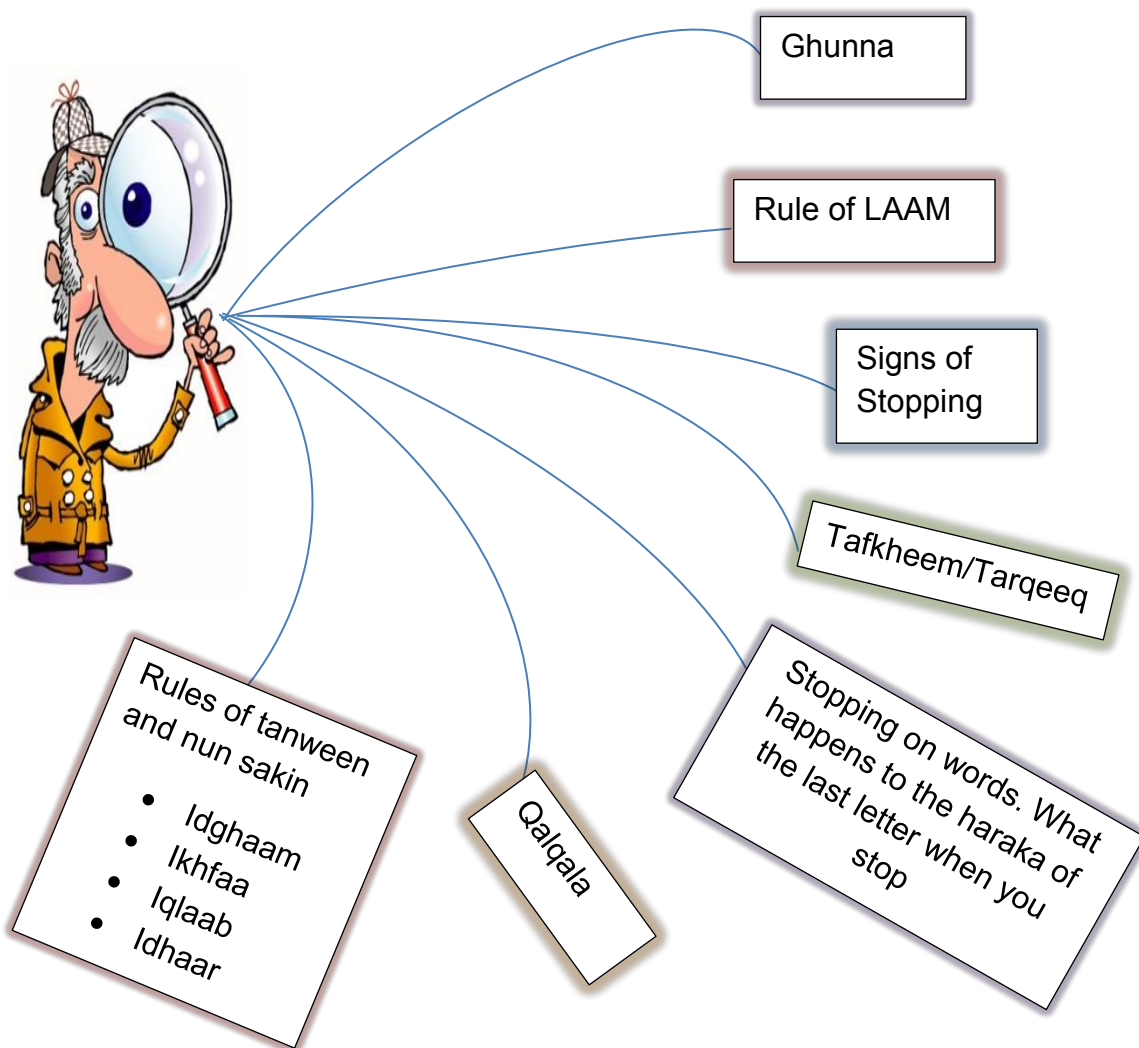 Ghunna
Rule of LAAM
Signs of
Stopping
Tafkheem/Tarqeeq
Stopping on words. What
happens to the haraka of
the last letter when you
stop
Qalqala
Rules of tanween
and nun sakin
• Idghaam
• Ikhfaa
• Iqlaab
• Idhaar